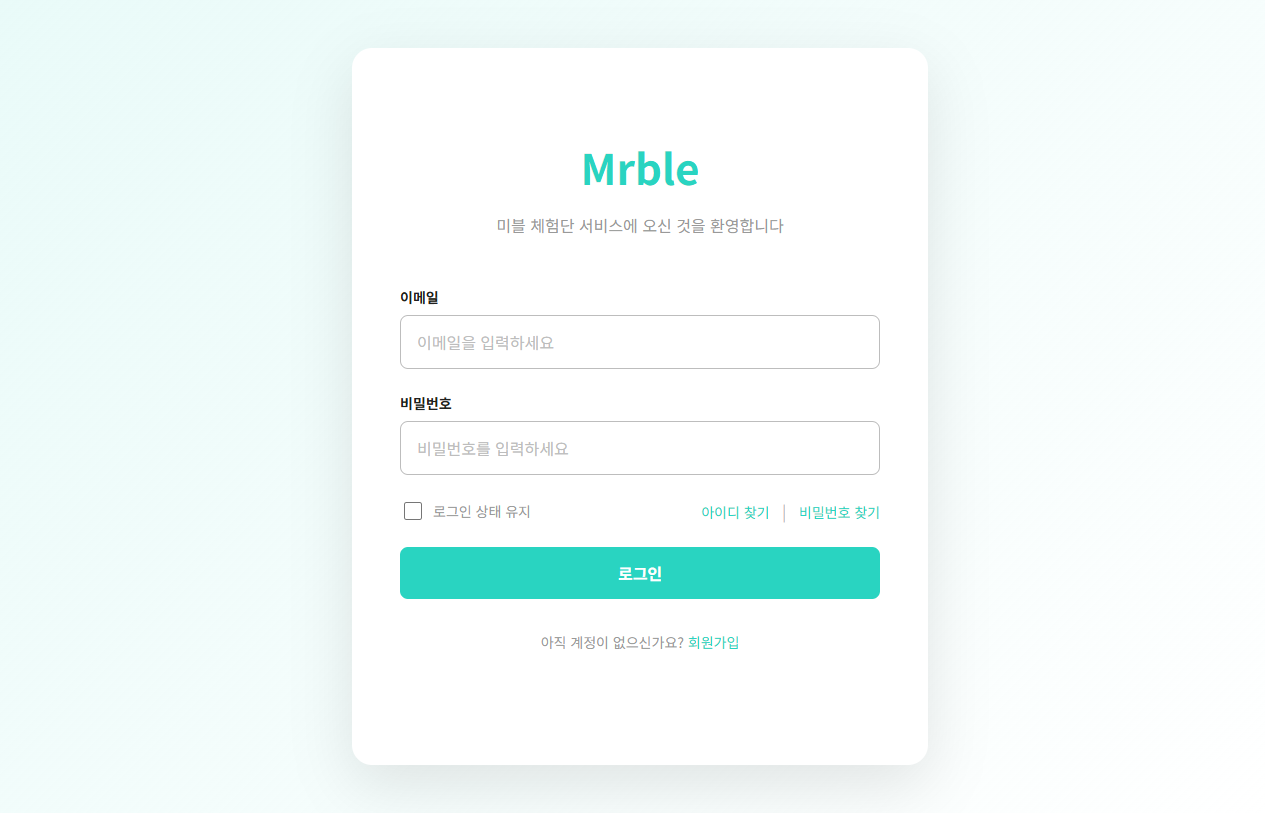 Mrble
미블 체험단 서비스에 오신 것을 환영합니다
이메일
이메일을 입력하세요
비밀번호
비밀번호를 입력하세요
로그인 상태 유지 아이디 찾기 | 비밀번호 찾기
로그인
아직 계정이 없으신가요? 회원가입